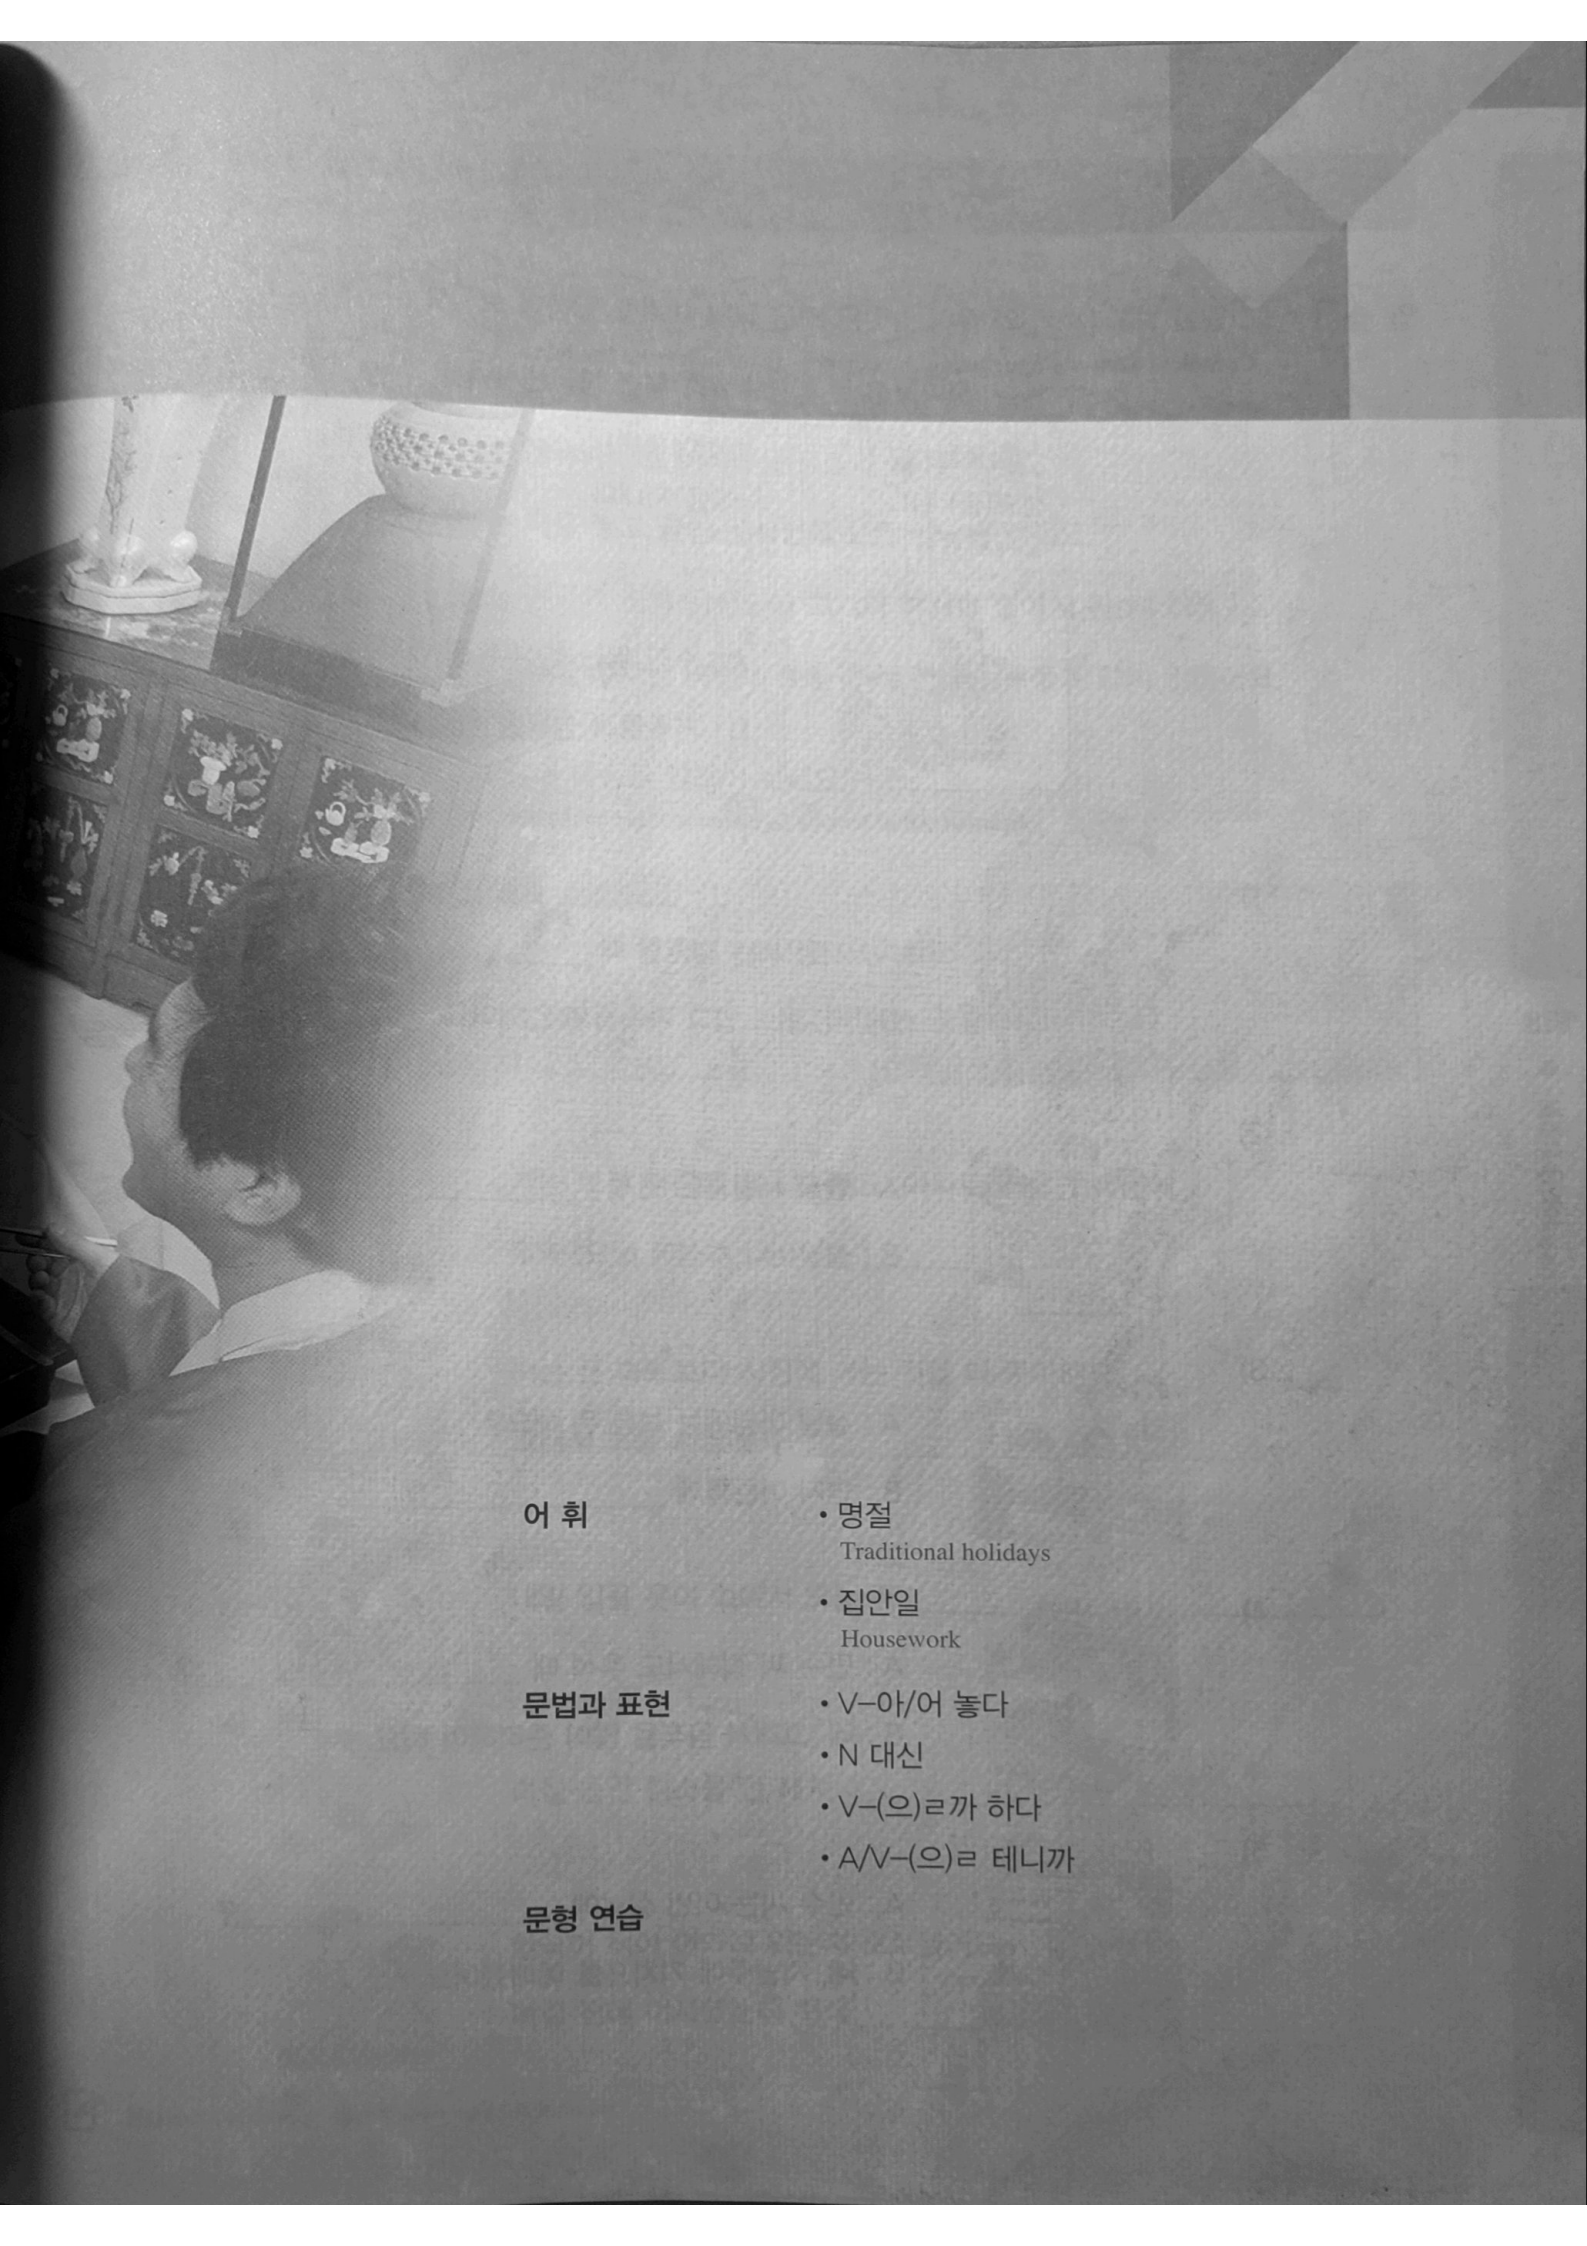 어 휘
• 명절
Traditional holidays
• 집안일
Housework
문법과 표현
• V–아/어 놓다
• N 대신
• V–(으)ㄹ까 하다
• A/V–(으)ㄹ 테니까
문형 연습